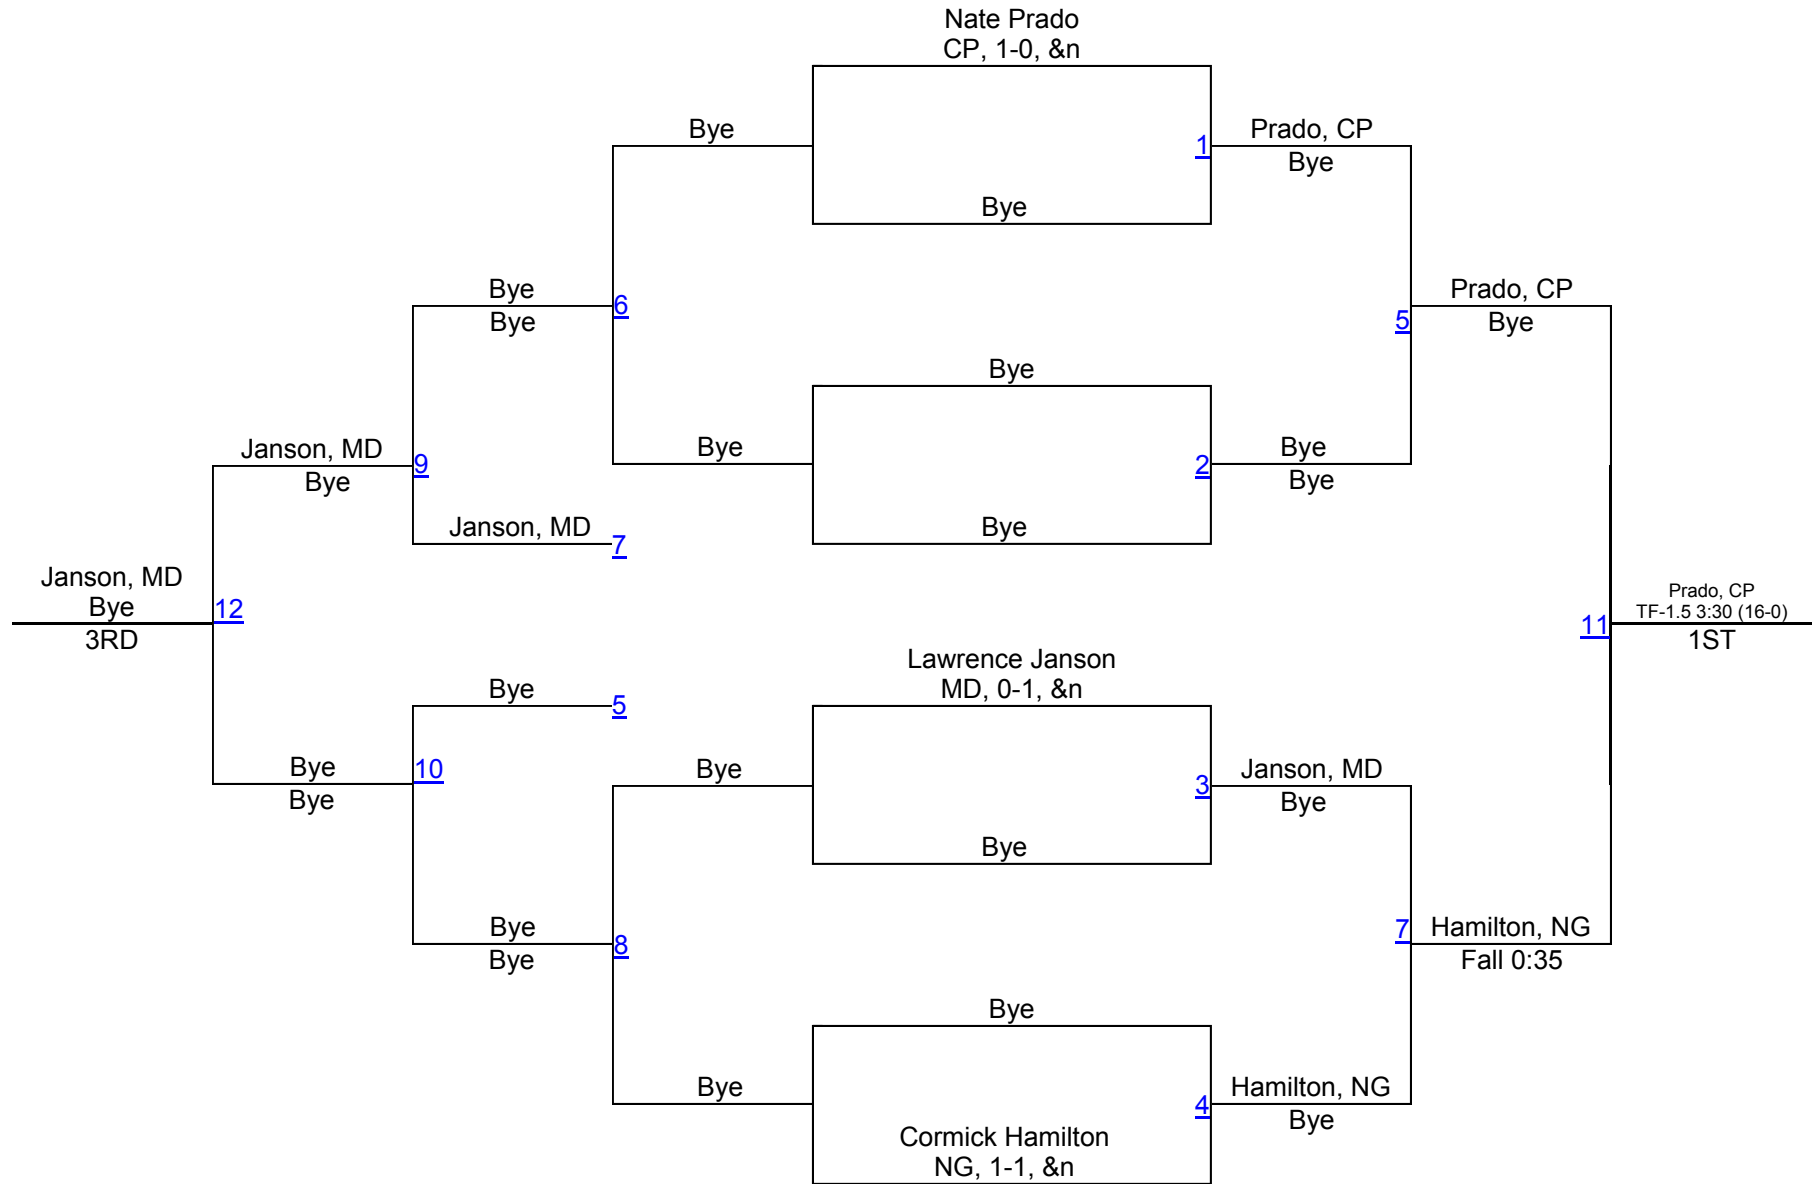 Nate Prado
CP, 1-0, &n
Bye
1
Prado, CP
Bye
Bye
Bye
6
Bye
Prado, CP
5
Bye
Bye
Bye
2
Bye
Bye
Janson, MD
9
Bye
Bye
Janson, MD
7
Janson, MD
Bye
12
3RD
Prado, CP
TF-1.5 3:30 (16-0)
11
1ST
Lawrence Janson
MD, 0-1, &n
Bye
5
Bye
10
Bye
Bye
3
Janson, MD
Bye
Bye
Bye
8
Bye
7
Hamilton, NG
Fall 0:35
Bye
Bye
4
Hamilton, NG
Bye
Cormick Hamilton
NG, 1-1, &n